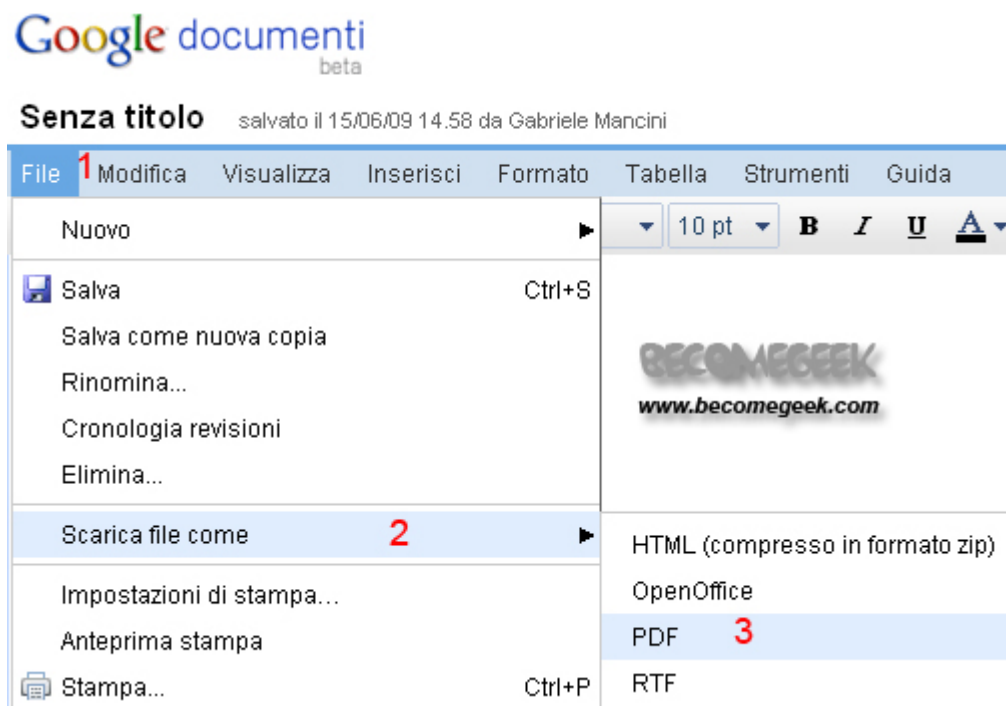 Google documenti
beta
Senza titolo salvato il 15/06/09 14.58 da Gabriele Mancini
File 1 Modifica Visualizza Inserisci Formato Tabella Strumenti Guida
Nuovo
10 pt B I U A
Salva Ctrl+S
Salva come nuova copia
Rinomina...
Cronologia revisioni
Elimina...
BECOMEGEEK
www.becomegeek.com
Scarica file come 2
Impostazioni di stampa...
Anteprima stampa
Stampa... Ctrl+P
HTML (compresso in formato zip)
OpenOffice
PDF 3
RTF